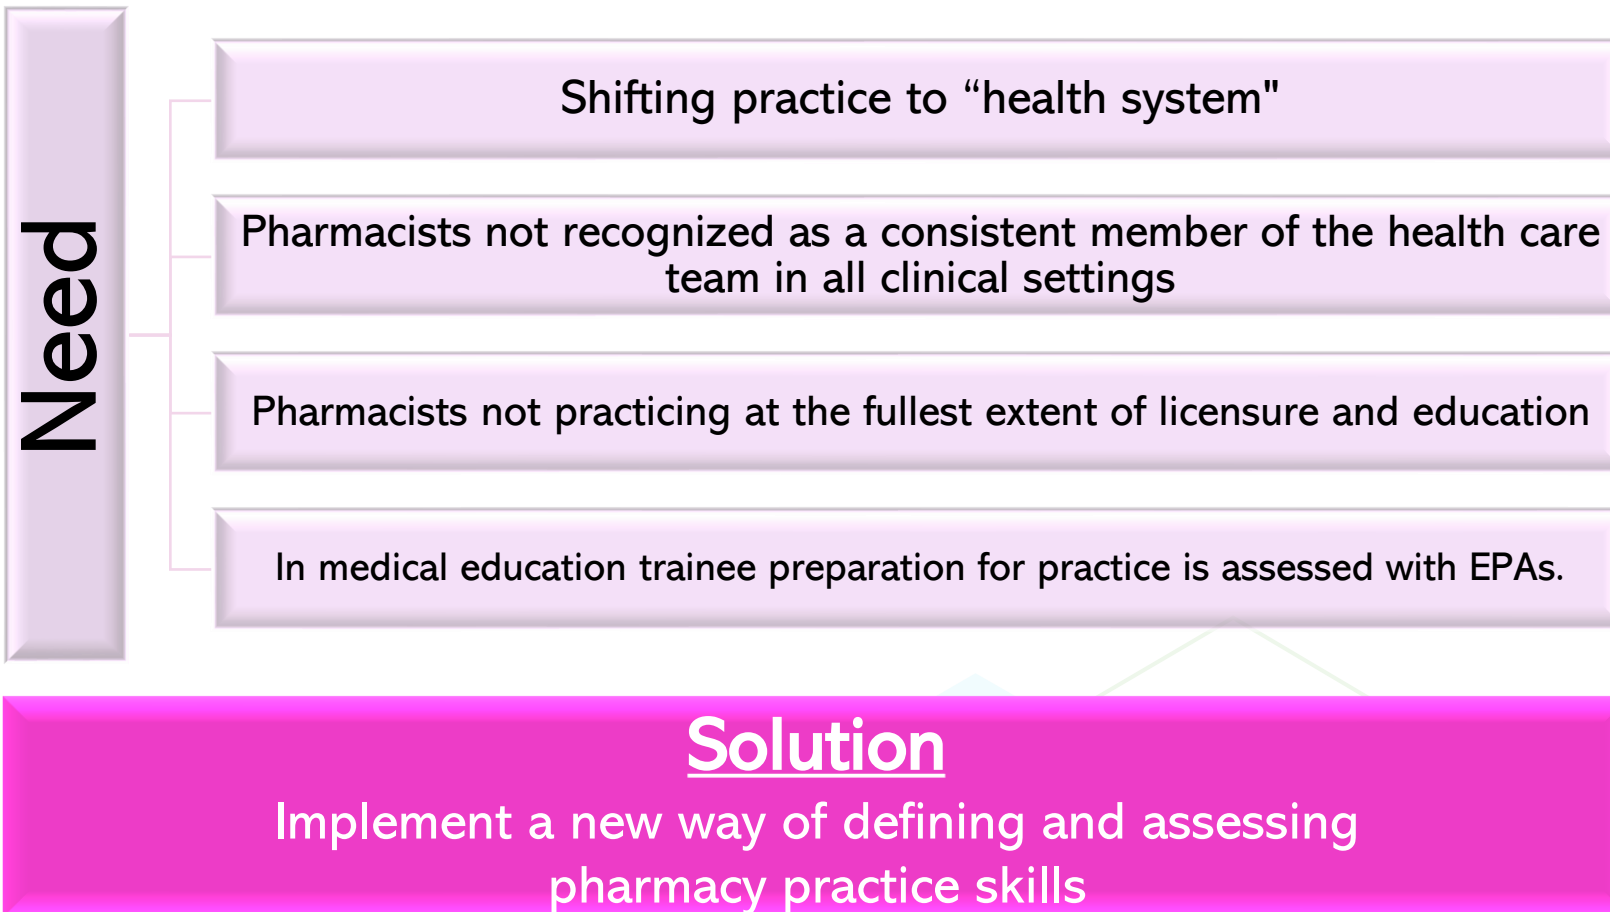 Need
Shifting practice to “health system"
Pharmacists not recognized as a consistent member of the health care
team in all clinical settings
Pharmacists not practicing at the fullest extent of licensure and education
In medical education trainee preparation for practice is assessed with EPAs.
Solution
Implement a new way of defining and assessing
pharmacy practice skills